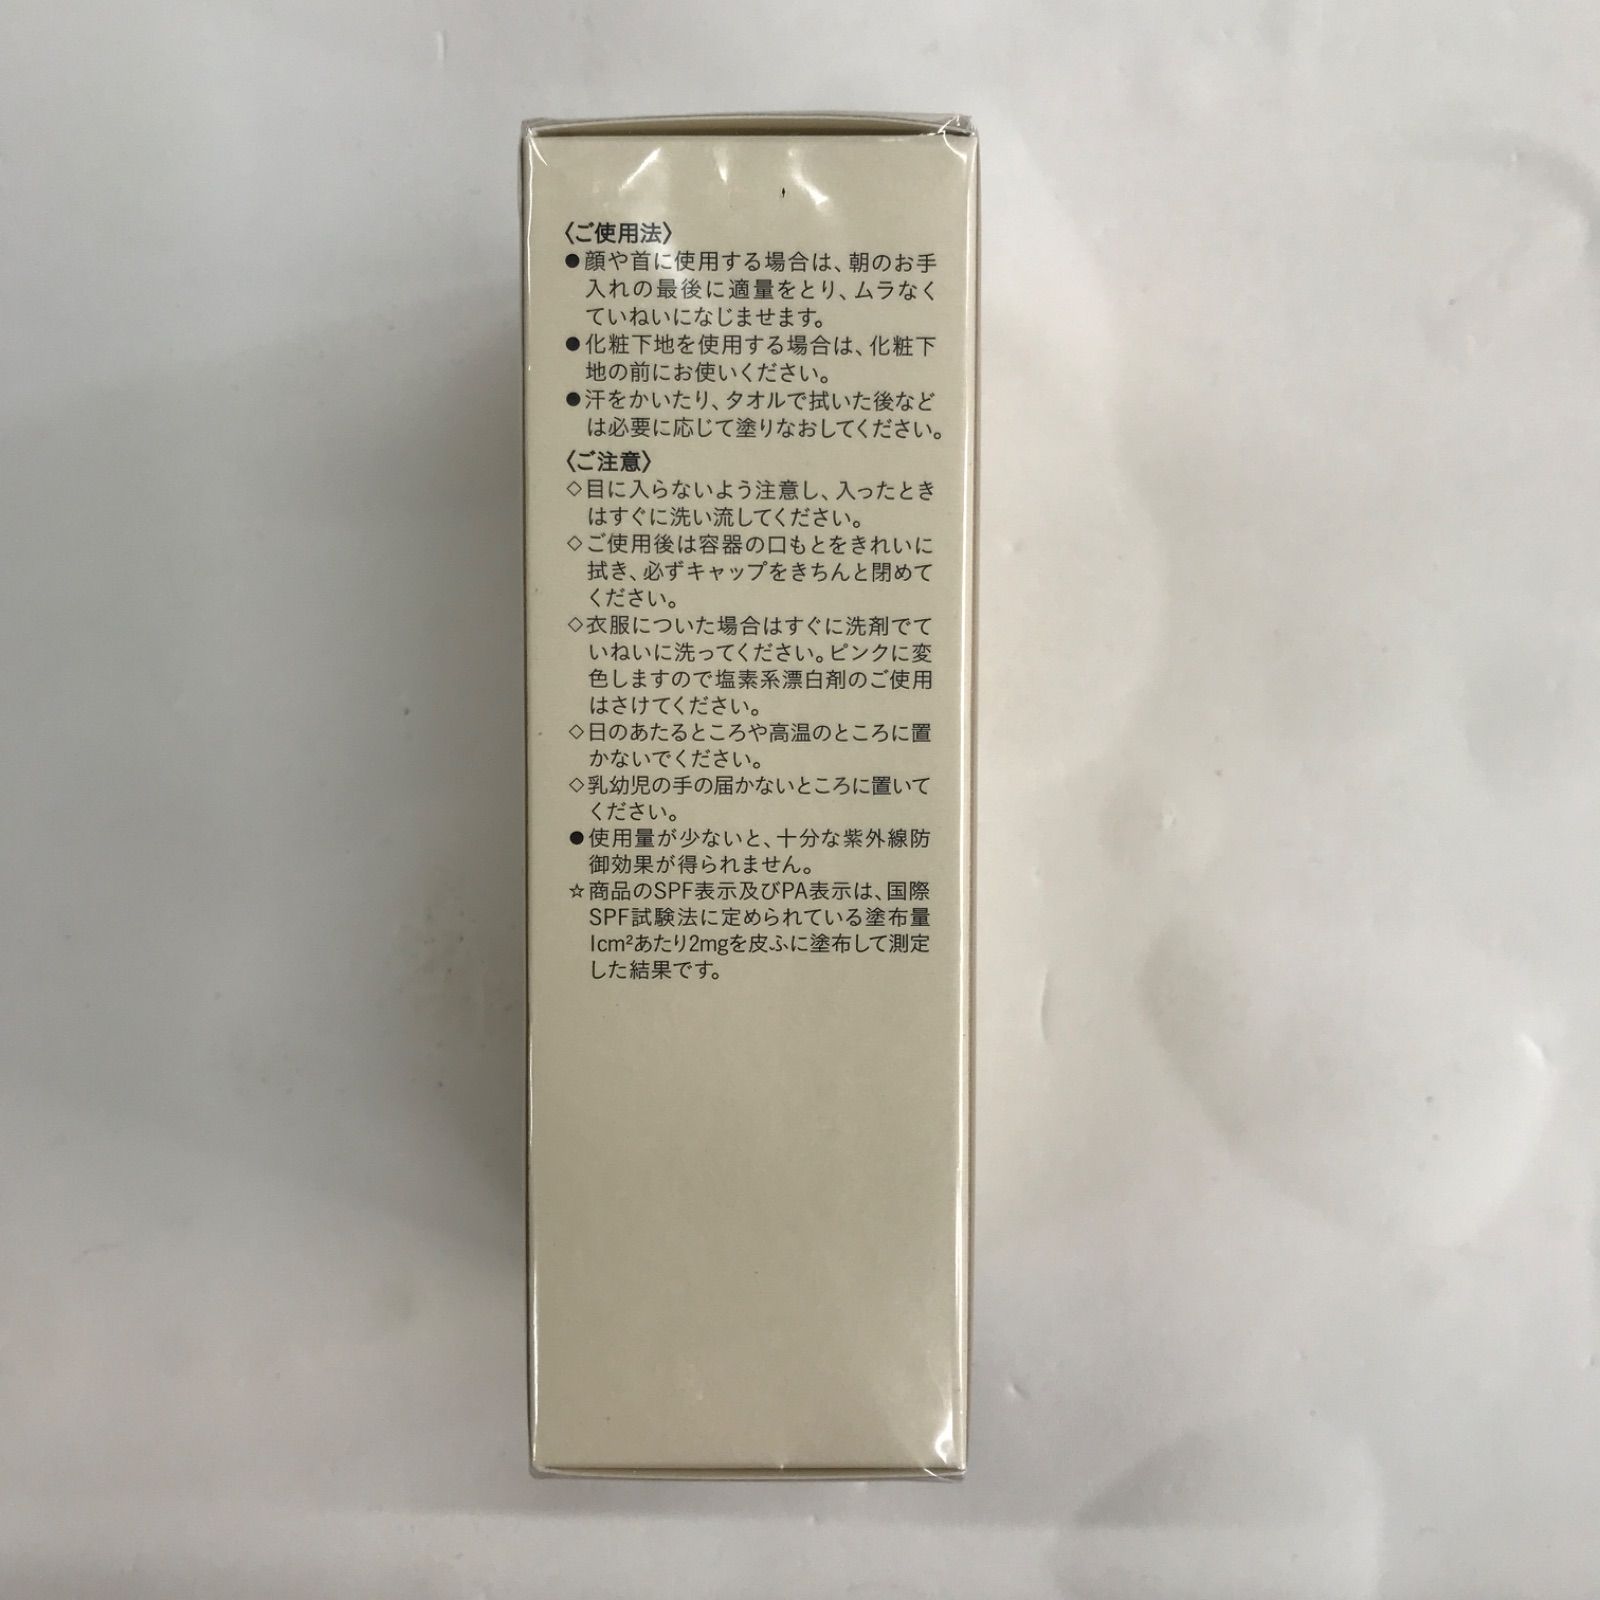 〈ご使用法〉
●顔や首に使用する場合は、朝のお手
入れの最後に適量をとり、ムラなく
ていねいになじませます。
●化粧下地を使用する場合は、化粧下
地の前にお使いください。
●汗をかいたり、タオルで拭いた後など
は必要に応じて塗りなおしてください。
〈ご注意〉
◇目に入らないよう注意し、入ったとき
はすぐに洗い流してください。
◇ご使用後は容器の口もとをきれいに
拭き、必ずキャップをきちんと閉めて
ください。
◇衣服についた場合はすぐに洗剤でて
いねいに洗ってください。ピンクに変
色しますので塩素系漂白剤のご使用
はさけてください。
◇日のあたるところや高温のところに置
かないでください。
◇乳幼児の手の届かないところに置いて
ください。
●使用量が少ないと、十分な紫外線防
御効果が得られません。
☆商品のSPF表示及びPA表示は、国際
SPF試験法に定められている塗布量
1cm²あたり2mgを皮ふに塗布して測定
した結果です。